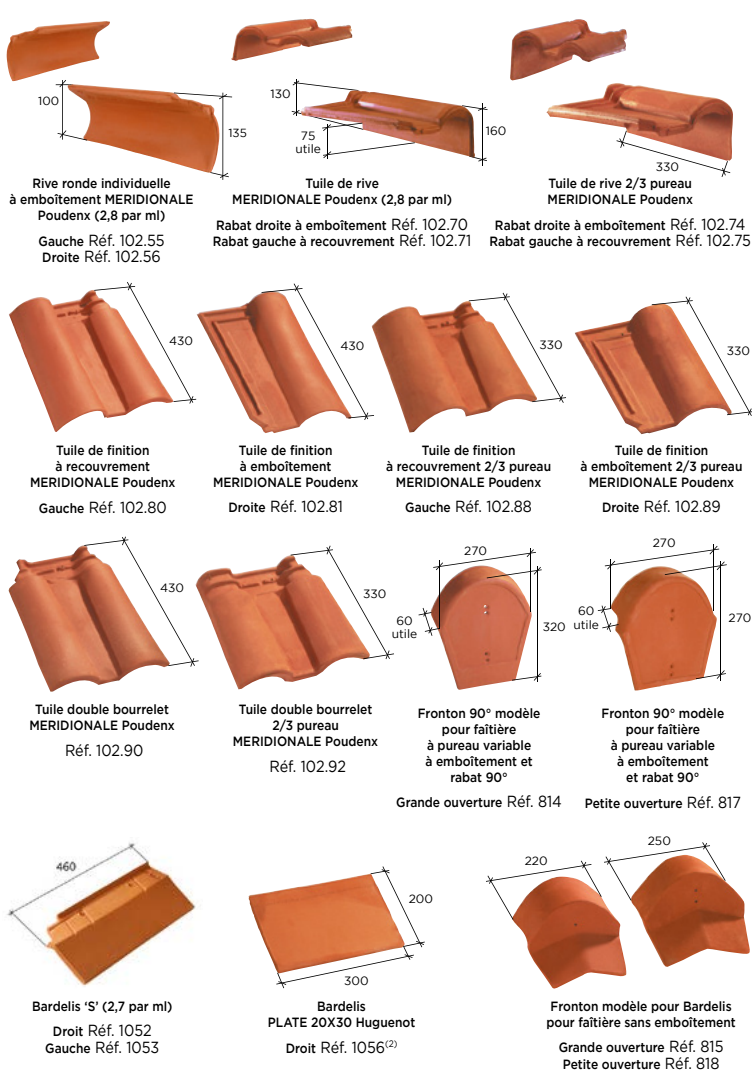 100
135
130
75
utile
160
330
Rive ronde individuelle
à emboîtement MERIDIONALE
Poudenx (2,8 par ml)
Gauche Réf. 102.55
Droite Réf. 102.56
Tuile de rive
MERIDIONALE Poudenx (2,8 par ml)
Rabat droite à emboîtement Réf. 102.70
Rabat gauche à recouvrement Réf. 102.71
Tuile de rive 2/3 pureau
MERIDIONALE Poudenx
Rabat droite à emboîtement Réf. 102.74
Rabat gauche à recouvrement Réf. 102.75
430
430
330
330
Tuile de finition
à recouvrement
MERIDIONALE Poudenx
Gauche Réf. 102.80
Tuile de finition
à emboîtement
MERIDIONALE Poudenx
Droite Réf. 102.81
Tuile de finition
à recouvrement 2/3 pureau
MERIDIONALE Poudenx
Gauche Réf. 102.88
Tuile de finition
à emboîtement 2/3 pureau
MERIDIONALE Poudenx
Droite Réf. 102.89
430
330
270
60
utile
320
270
60
utile
270
Tuile double bourrelet
MERIDIONALE Poudenx
Réf. 102.90
Tuile double bourrelet
2/3 pureau
MERIDIONALE Poudenx
Réf. 102.92
Fronton 90° modèle
pour faîtière
à pureau variable
à emboîtement et
rabat 90°
Grande ouverture Réf. 814
Fronton 90° modèle
pour faîtière
à pureau variable
à emboîtement
et rabat 90°
Petite ouverture Réf. 817
460
200
300
220
250
Bardelis ‘S’ (2,7 par ml)
Droit Réf. 1052
Gauche Réf. 1053
Bardelis
PLATE 20X30 Huguenot
Droit Réf. 1056(2)
Fronton modèle pour Bardelis
pour faîtière sans emboîtement
Grande ouverture Réf. 815
Petite ouverture Réf. 818